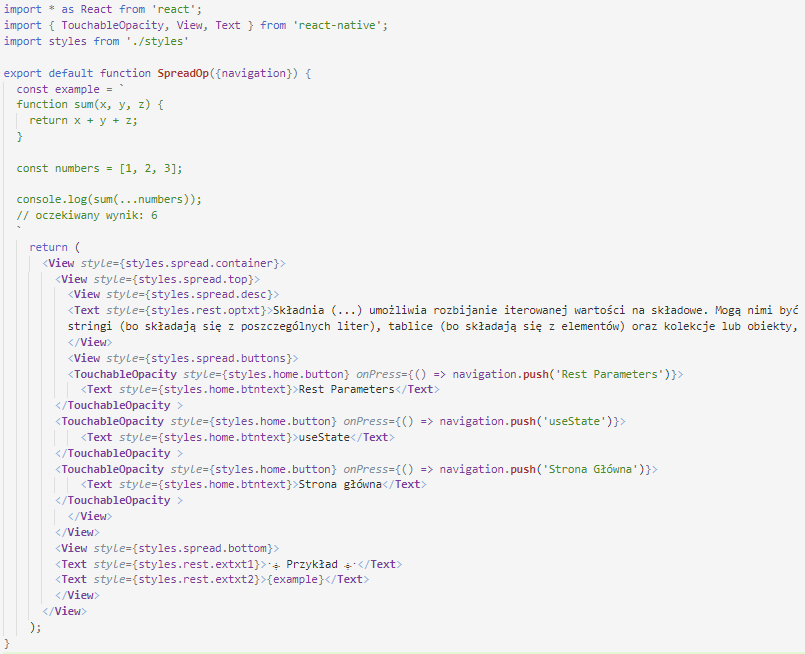 import * as React from 'react';
import { TouchableOpacity, View, Text } from 'react-native';
import styles from './styles'

export default function SpreadOp({navigation}) {
  const example = `
  function sum(x, y, z) {
    return x + y + z;
  }

  const numbers = [1, 2, 3];

  console.log(sum(...numbers));
  // oczekiwany wynik: 6
  `
    return (
      <View style={styles.spread.container}>
        <View style={styles.spread.top}>
          <View style={styles.spread.desc}>
          <Text style={styles.rest.optxt}>Składnia (...) umożliwia rozbijanie iterowanej wartości na składowe. Mogą nimi być
          stringi (bo składają się z poszczególnych liter), tablice (bo składają się z elementów) oraz kolekcje lub obiekty,
          </View>
          <View style={styles.spread.buttons}>
          <TouchableOpacity style={styles.home.button} onPress={() => navigation.push('Rest Parameters')}>
            <Text style={styles.home.btntext}>Rest Parameters</Text>
        </TouchableOpacity >
        <TouchableOpacity style={styles.home.button} onPress={() => navigation.push('useState')}>
            <Text style={styles.home.btntext}>useState</Text>
        </TouchableOpacity >
        <TouchableOpacity style={styles.home.button} onPress={() => navigation.push('Strona Główna')}>
            <Text style={styles.home.btntext}>Strona główna</Text>
        </TouchableOpacity >
          </View>
        </View>
        <View style={styles.spread.bottom}>
        <Text style={styles.rest.extxt1}> Przykład </Text>
        <Text style={styles.rest.extxt2}>{example}</Text>
        </View>
      </View>
    );
}